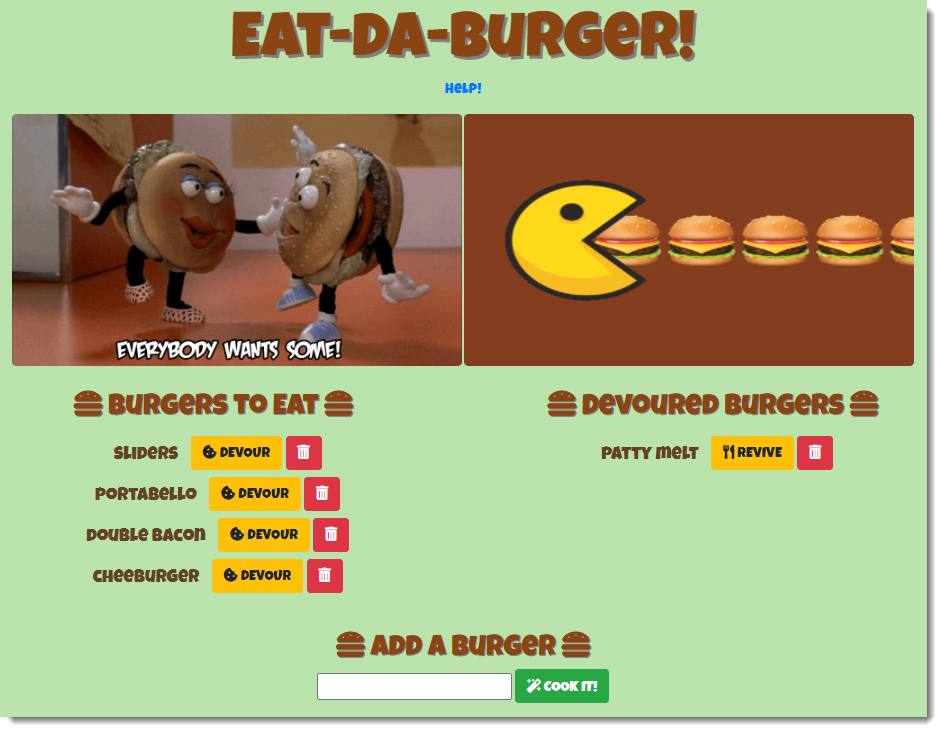 Eat-Da-Burger!
Help!
EVERYBODY WANTS SOME!
Burgers to Eat
Devoured Burgers
Sliders DEVOUR
Patty Melt REVIVE
Portabello DEVOUR
Double Bacon DEVOUR
Cheeburger DEVOUR
Add a Burger
Cook it!